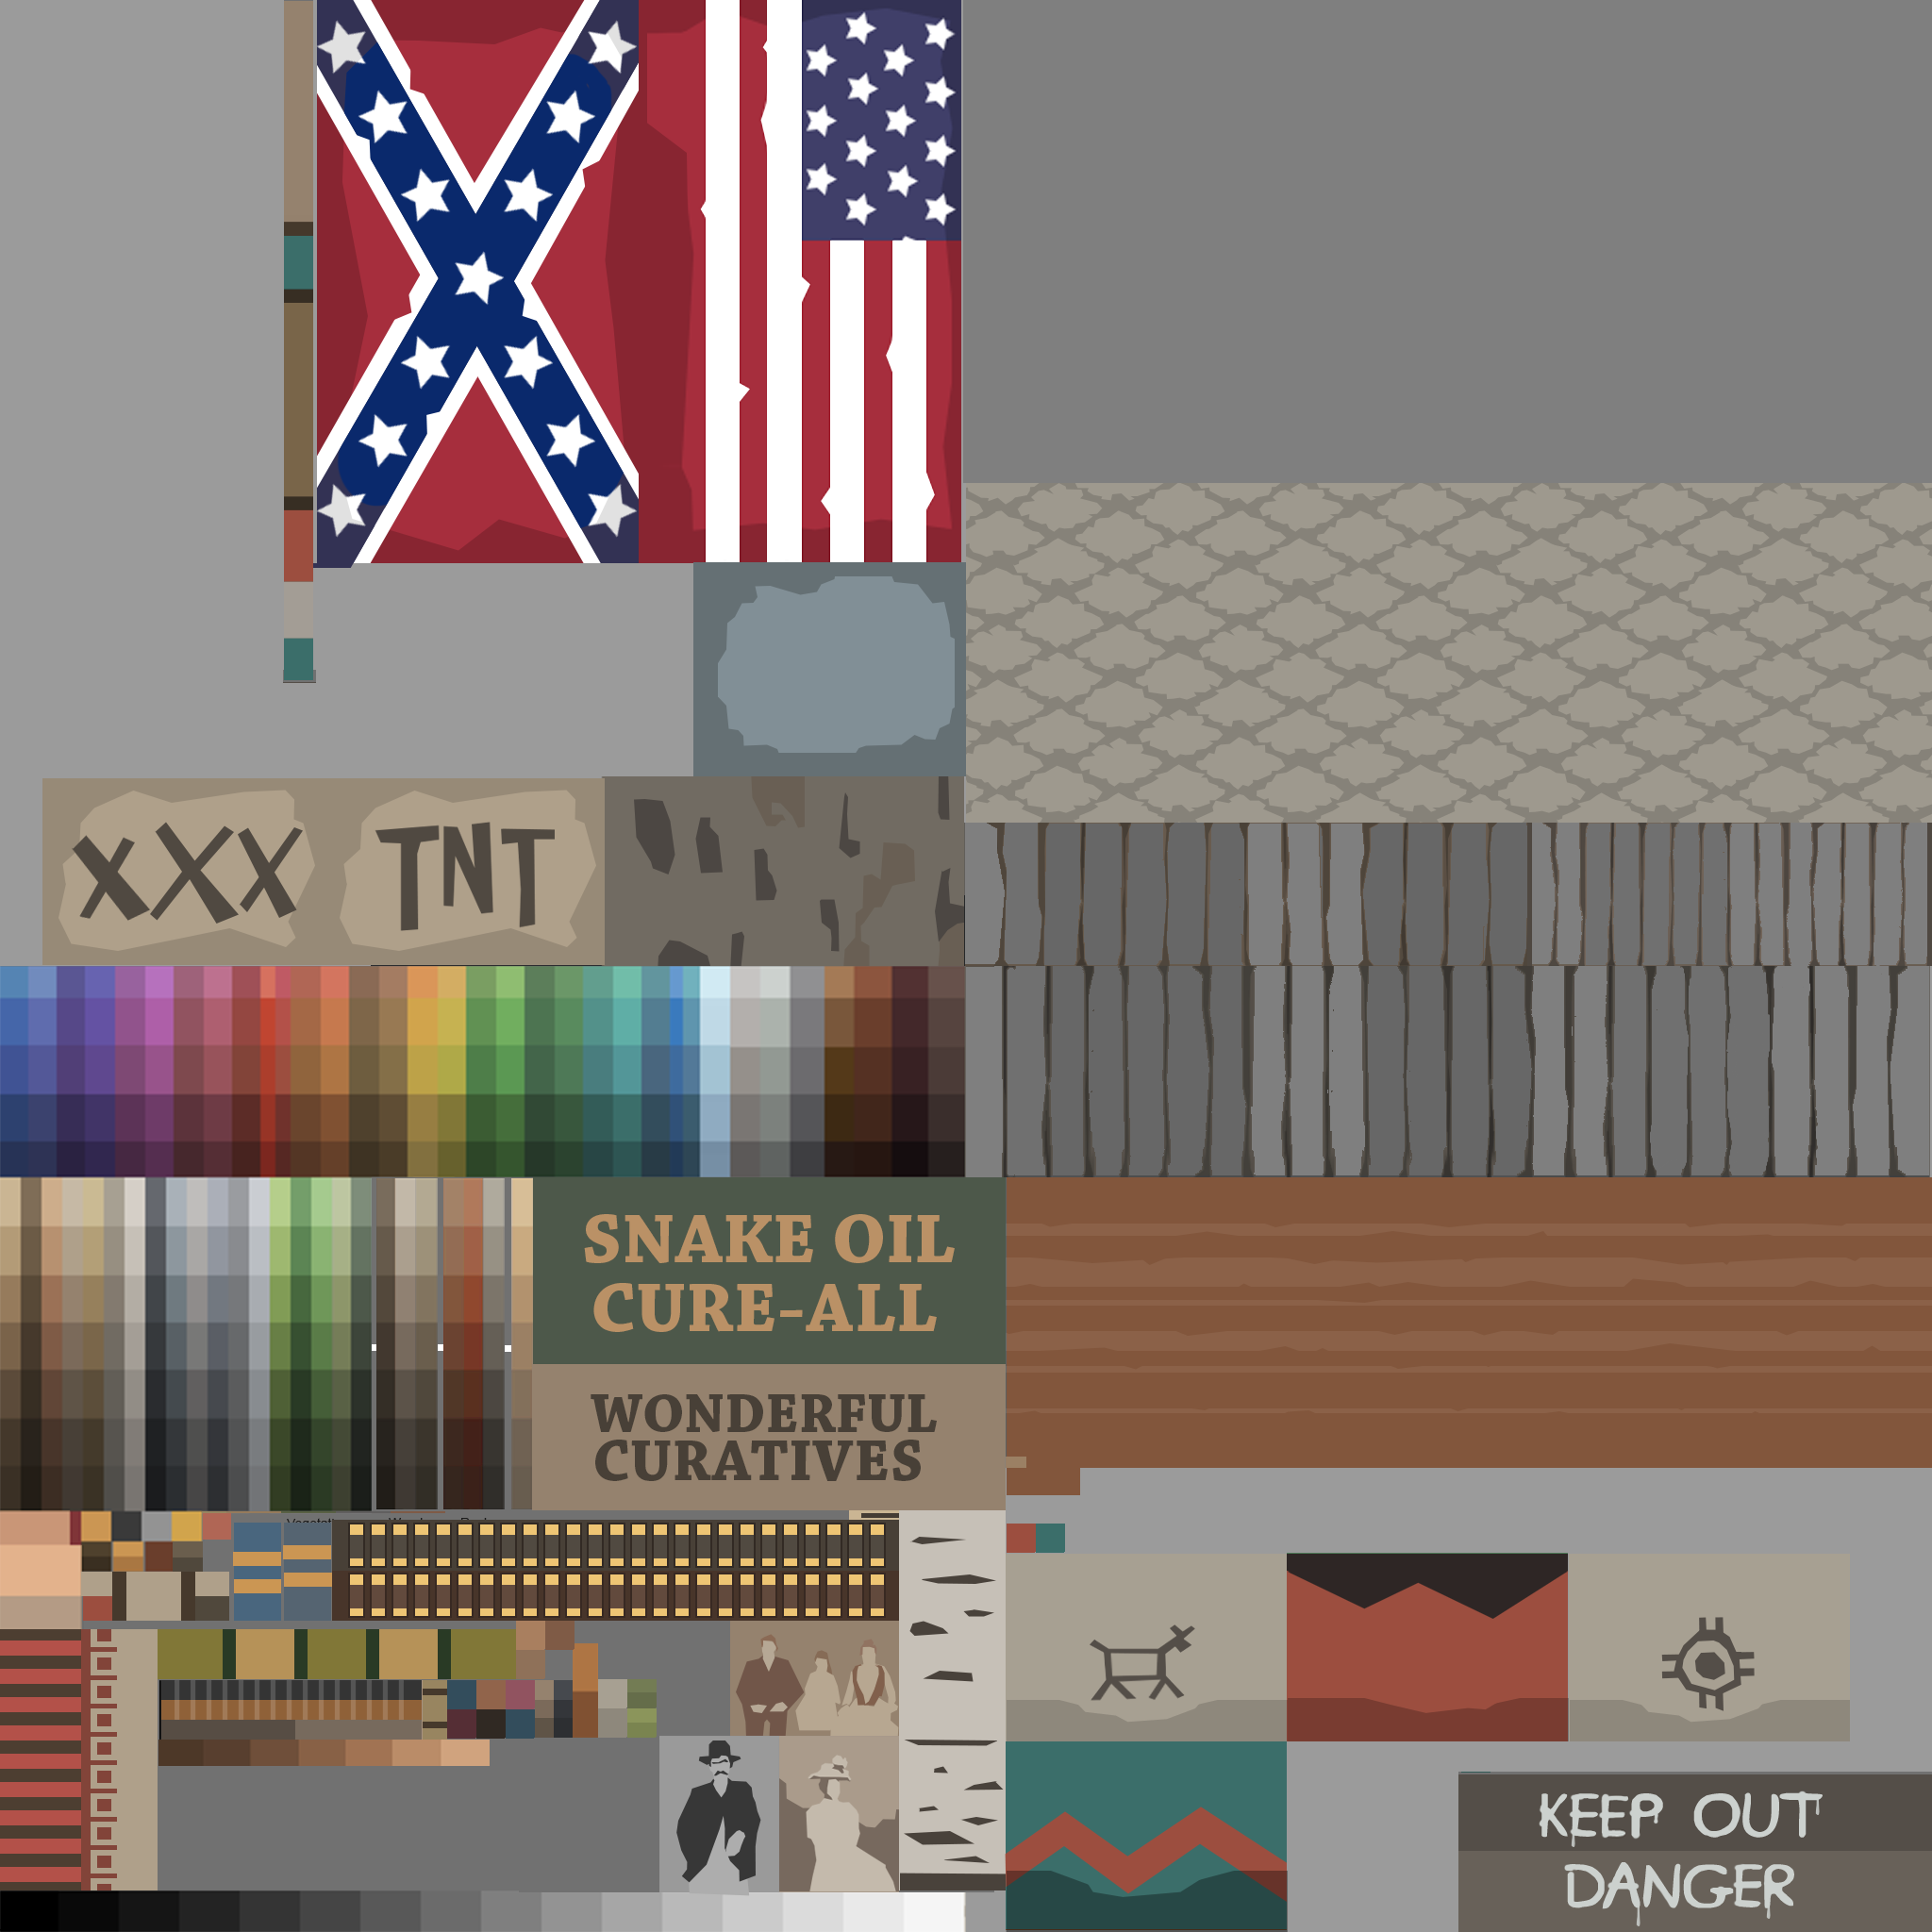 XXX
TNT
SNAKE OIL
CURE-ALL
WONDERFUL
CURATIVES
KEEP OUT
DANGER